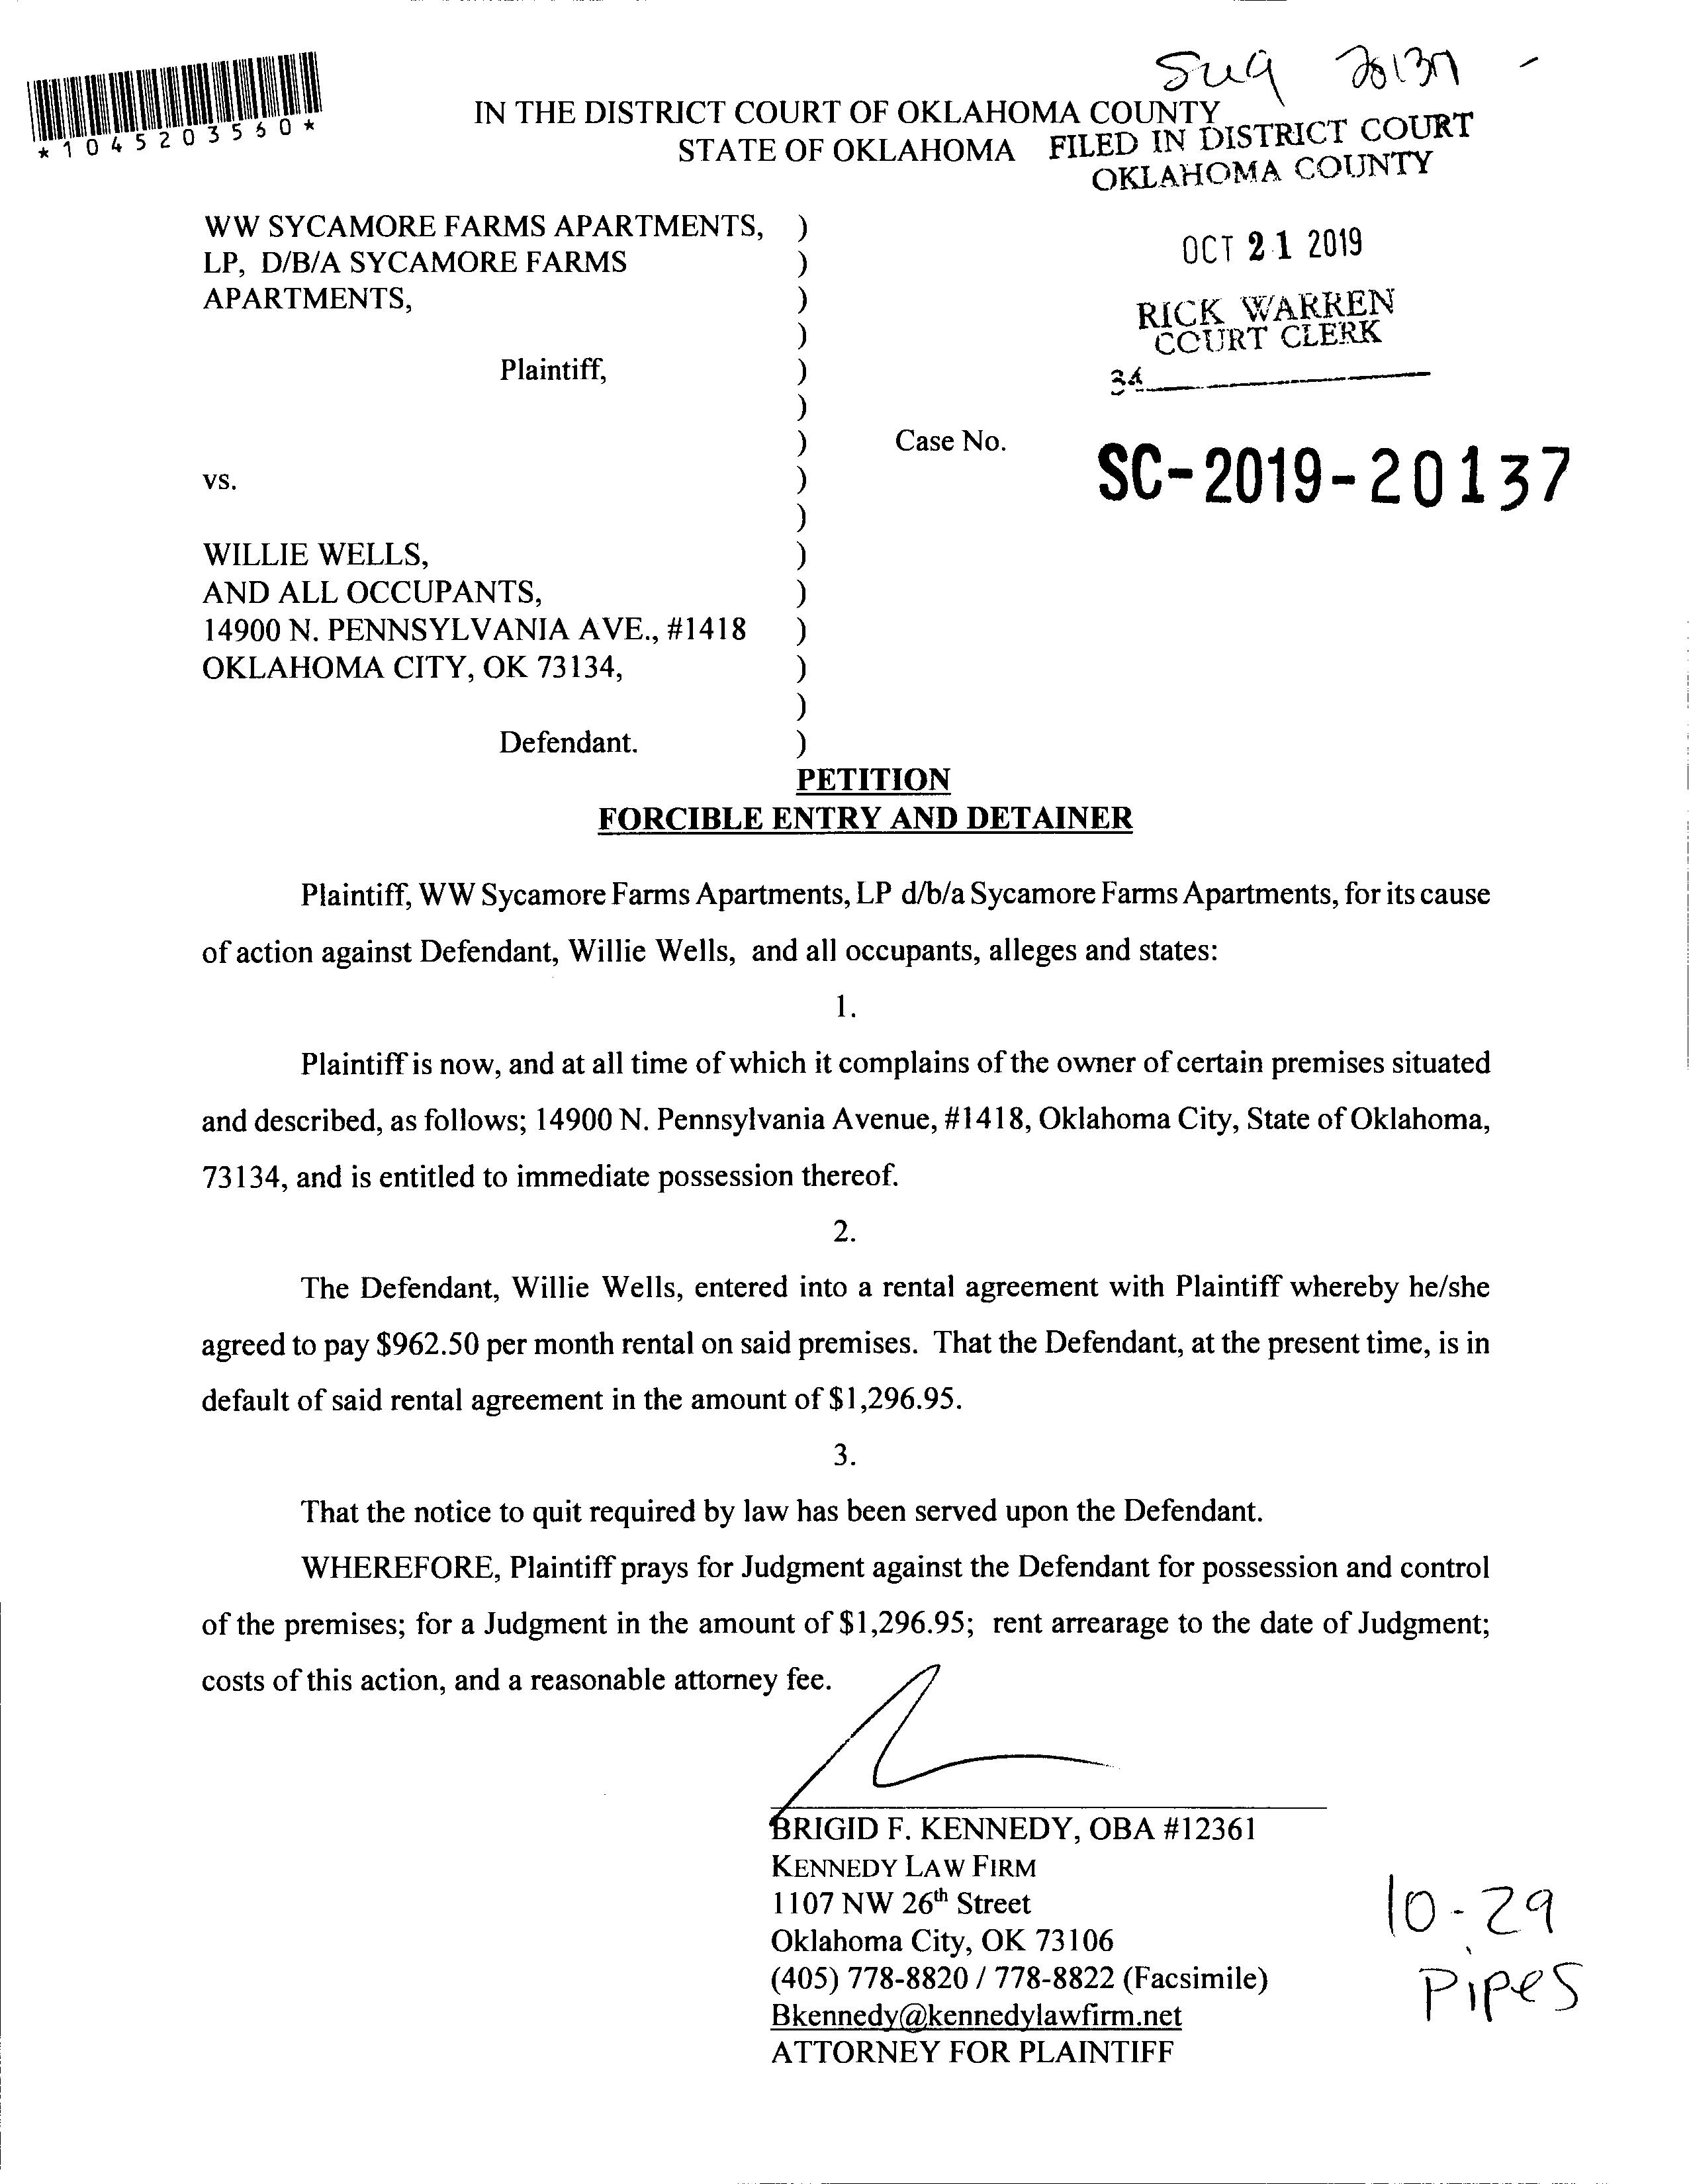 *1045203560*
IN THE DISTRICT COURT OF OKLAHOMA COUNTY
STATE OF OKLAHOMA
FILED IN DISTRICT COURT
OKLAHOMA COUNTY
OCT 21 2019
RICK WARREN
COURT CLERK
34
WW SYCAMORE FARMS APARTMENTS, )
LP, D/B/A SYCAMORE FARMS )
APARTMENTS, )
)
Plaintiff, )
)
) Case No. SC-2019-20137
vs. )
)
WILLIE WELLS, )
AND ALL OCCUPANTS, )
14900 N. PENNSYLVANIA AVE., #1418 )
OKLAHOMA CITY, OK 73134, )
)
Defendant. )
PETITION
FORCIBLE ENTRY AND DETAINER
Plaintiff, WW Sycamore Farms Apartments, LP d/b/a Sycamore Farms Apartments, for its cause
of action against Defendant, Willie Wells, and all occupants, alleges and states:
1.
Plaintiff is now, and at all time of which it complains of the owner of certain premises situated
and described, as follows; 14900 N. Pennsylvania Avenue, #1418, Oklahoma City, State of Oklahoma,
73134, and is entitled to immediate possession thereof.
2.
The Defendant, Willie Wells, entered into a rental agreement with Plaintiff whereby he/she
agreed to pay $962.50 per month rental on said premises. That the Defendant, at the present time, is in
default of said rental agreement in the amount of $1,296.95.
3.
That the notice to quit required by law has been served upon the Defendant.
WHEREFORE, Plaintiff prays for Judgment against the Defendant for possession and control
of the premises; for a Judgment in the amount of $1,296.95; rent arrearage to the date of Judgment;
costs of this action, and a reasonable attorney fee.
BRIGID F. KENNEDY, OBA #12361
KENNEDY LAW FIRM
1107 NW 26th Street
Oklahoma City, OK 73106
(405) 778-8820 / 778-8822 (Facsimile)
Bkennedy@kennedylawfirm.net
ATTORNEY FOR PLAINTIFF
10-29
Pipes